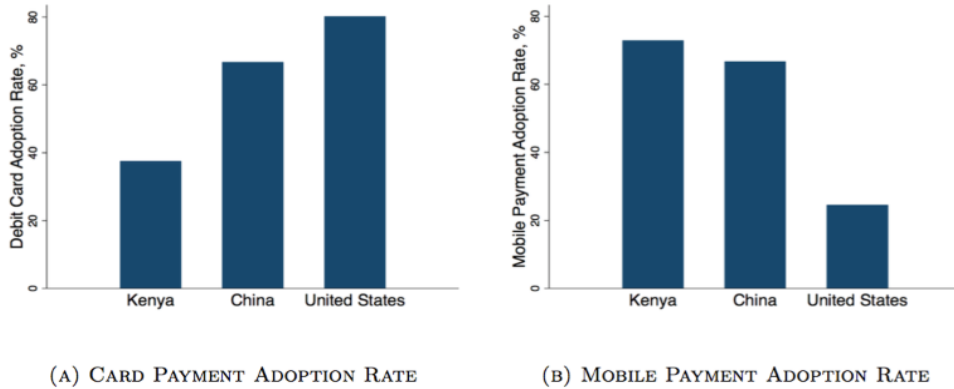 Debit Card Adoption Rate, %
80
60
40
20
0
Kenya China United States
(A) CARD PAYMENT ADOPTION RATE
Mobile Payment Adoption Rate, %
80
60
40
20
0
Kenya China United States
(B) MOBILE PAYMENT ADOPTION RATE